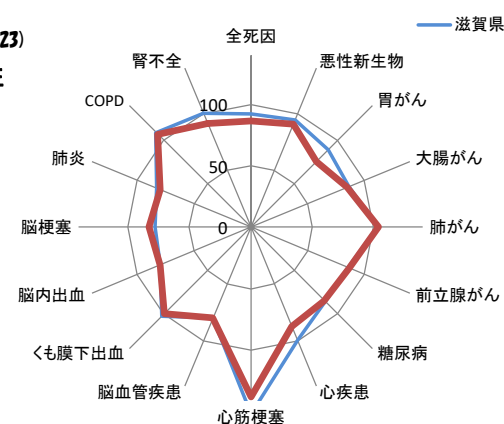 23)
滋賀県
全死因
悪性新生物
胃がん
大腸がん
肺がん
前立腺がん
糖尿病
心疾患
心筋梗塞
脳血管疾患
くも膜下出血
脳内出血
脳梗塞
肺炎
COPD
腎不全
100
50
0